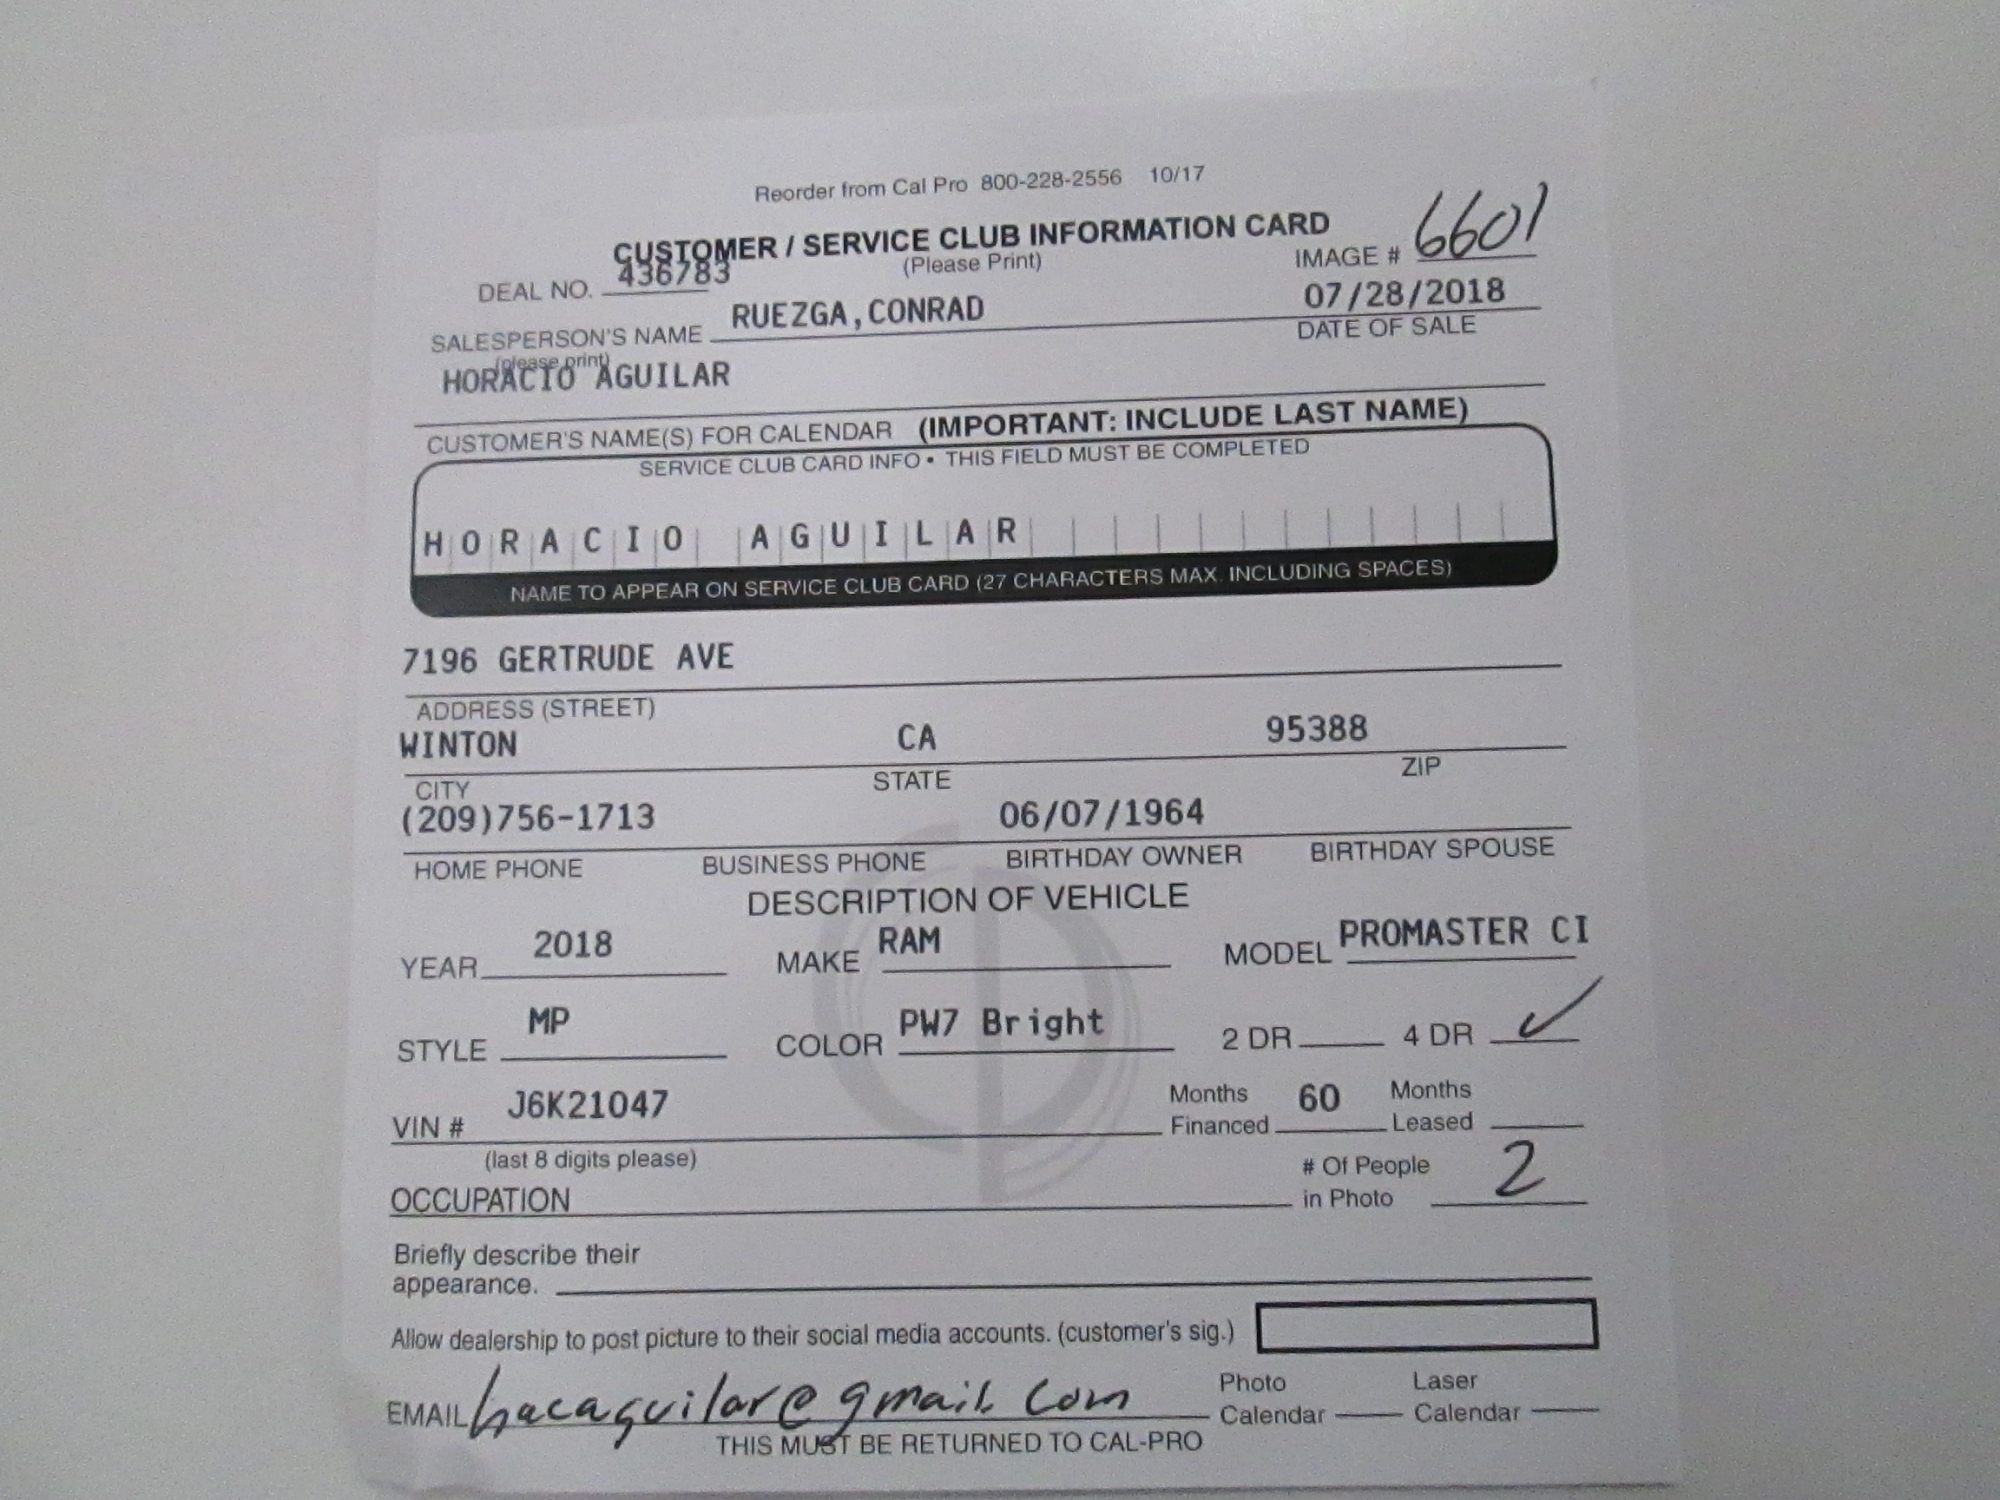 Reorder from Cal Pro 800-228-2556 10/17
CUSTOMER / SERVICE CLUB INFORMATION CARD
(Please Print)
IMAGE # 6601
DEAL NO. 436783
SALESPERSON'S NAME RUEZGA,CONRAD 07/28/2018
(please print) DATE OF SALE
HORACIO AGUILAR
CUSTOMER'S NAME(S) FOR CALENDAR (IMPORTANT: INCLUDE LAST NAME)
SERVICE CLUB CARD INFO • THIS FIELD MUST BE COMPLETED
HORACIO AGUILAR
NAME TO APPEAR ON SERVICE CLUB CARD (27 CHARACTERS MAX. INCLUDING SPACES)
7196 GERTRUDE AVE
ADDRESS (STREET)
WINTON CA 95388
CITY STATE ZIP
(209)756-1713 06/07/1964
HOME PHONE BUSINESS PHONE BIRTHDAY OWNER BIRTHDAY SPOUSE
DESCRIPTION OF VEHICLE
YEAR 2018 MAKE RAM MODEL PROMASTER CI
STYLE MP COLOR PW7 Bright 2 DR 4 DR ✓
VIN # J6K21047 Months Financed 60 Months Leased
(last 8 digits please)
OCCUPATION # Of People in Photo 2
Briefly describe their
appearance.
Allow dealership to post picture to their social media accounts. (customer's sig.)
EMAIL hacaguilar@gmail.com Photo Calendar Laser Calendar
THIS MUST BE RETURNED TO CAL-PRO